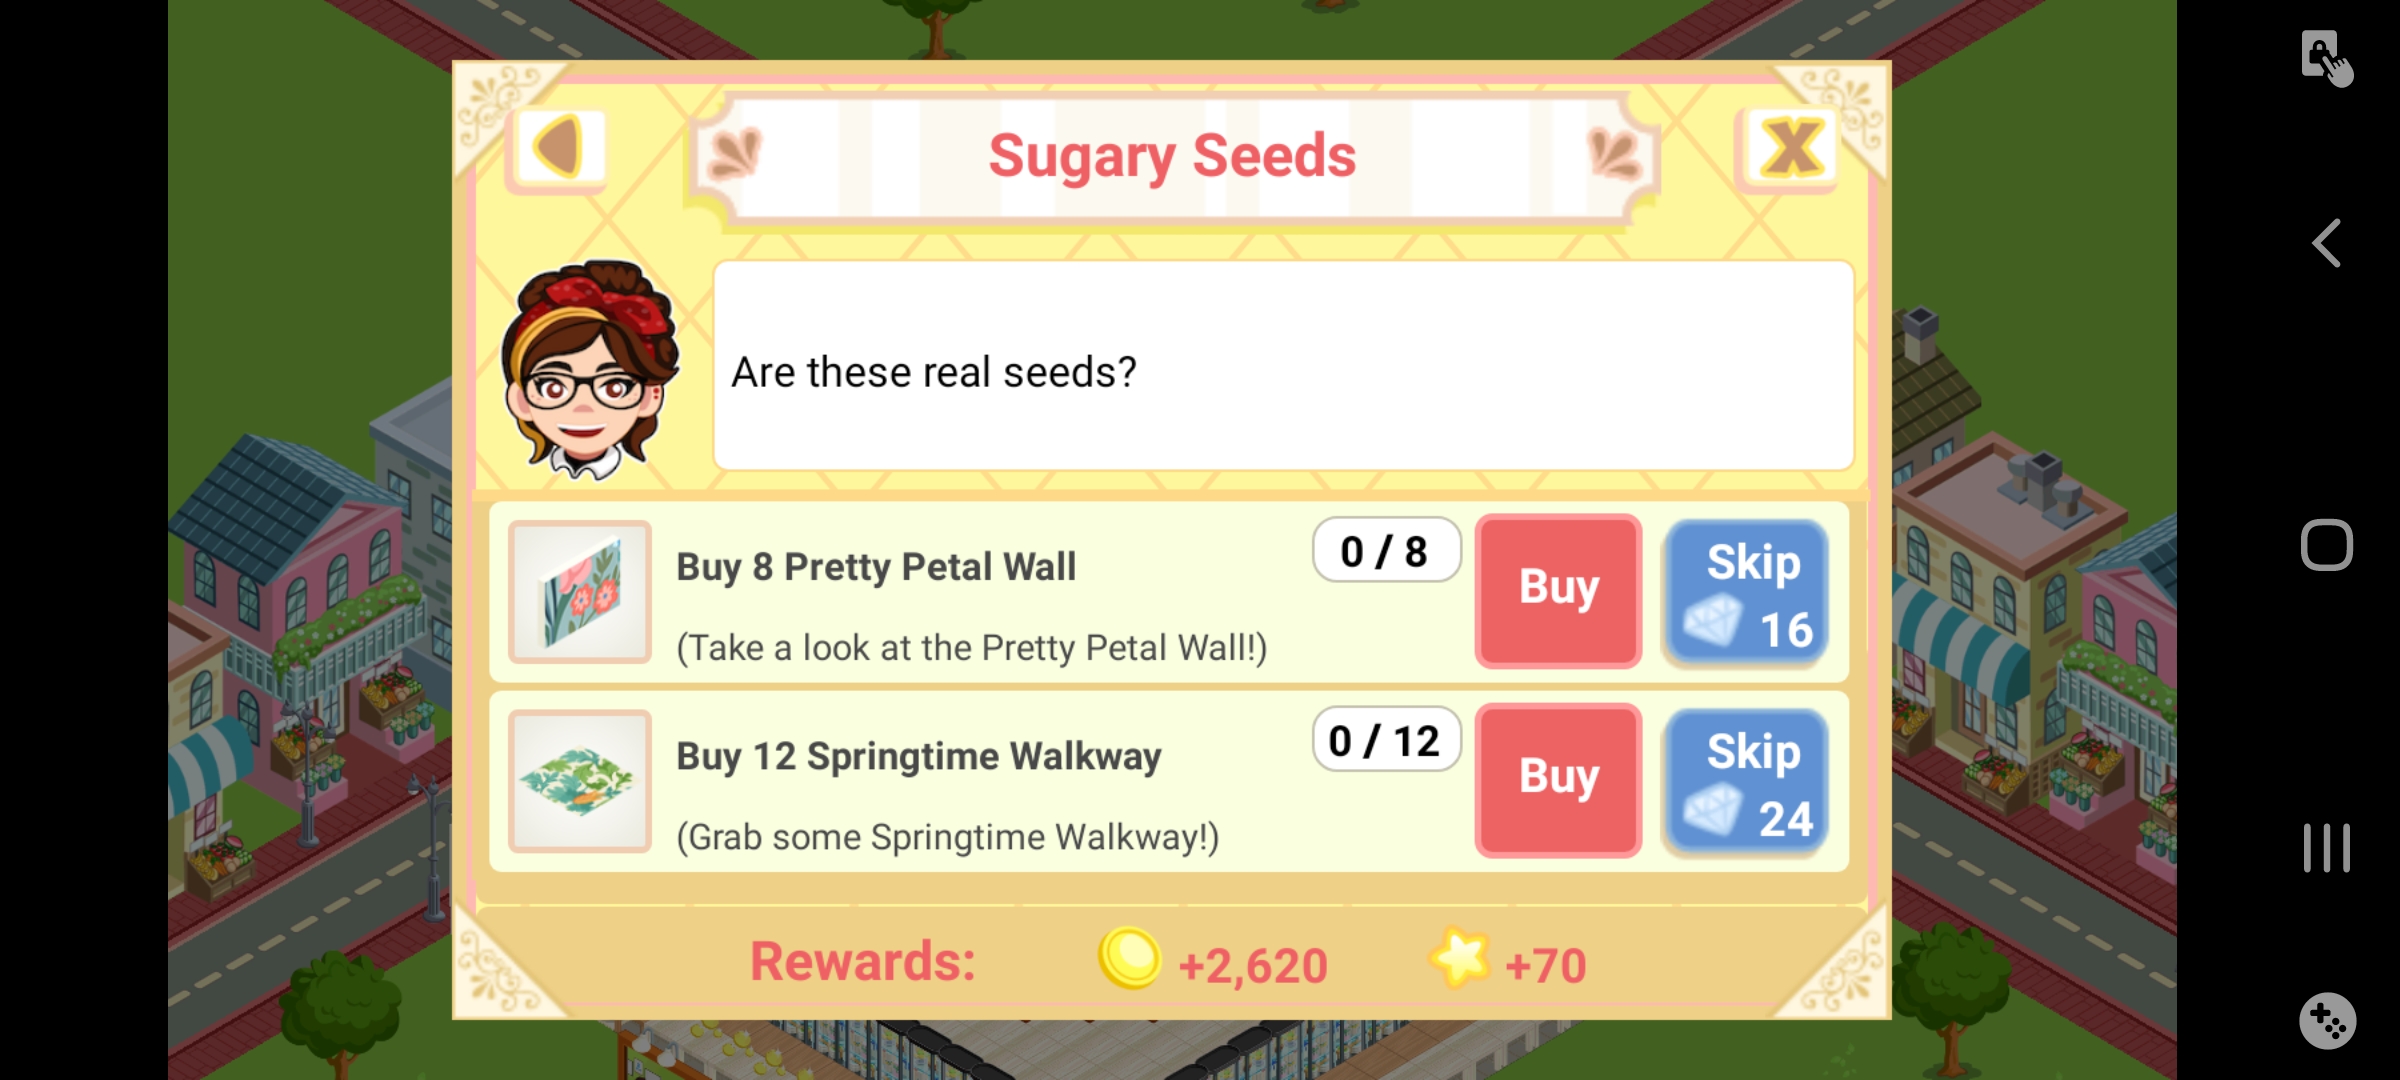 Sugary Seeds
Are these real seeds?
Buy 8 Pretty Petal Wall
0 / 8
Buy
Skip
16
(Take a look at the Pretty Petal Wall!)
Buy 12 Springtime Walkway
0 / 12
Buy
Skip
24
(Grab some Springtime Walkway!)
Rewards: +2,620 +70